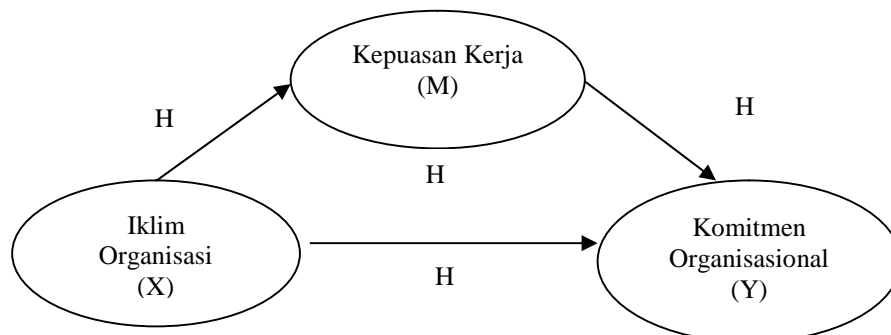 Kepuasan Kerja
(M)
H
H
H
Iklim
Organisasi
(X)
H
Komitmen
Organisasional
(Y)